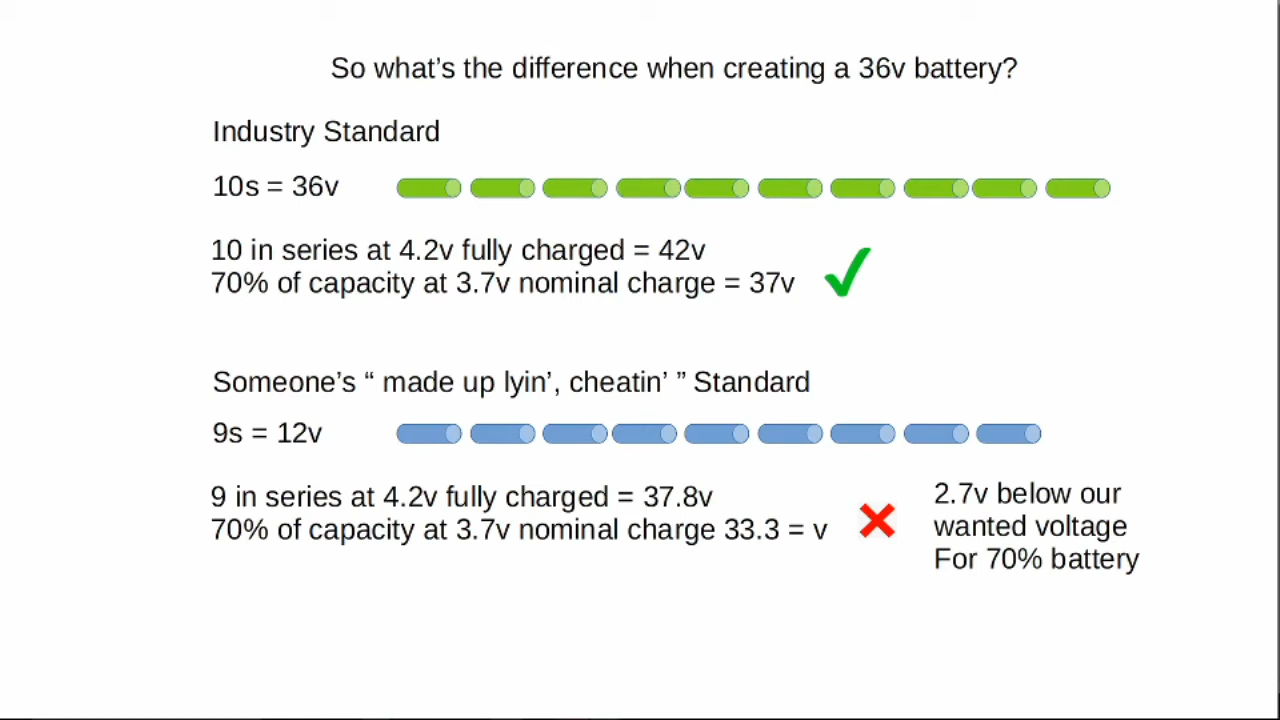 So what’s the difference when creating a 36v battery?
Industry Standard
10s = 36v
10 in series at 4.2v fully charged = 42v
70% of capacity at 3.7v nominal charge = 37v
Someone’s “ made up lyin’, cheatin’ ” Standard
9s = 12v
9 in series at 4.2v fully charged = 37.8v
70% of capacity at 3.7v nominal charge 33.3 = v
2.7v below our
wanted voltage
For 70% battery